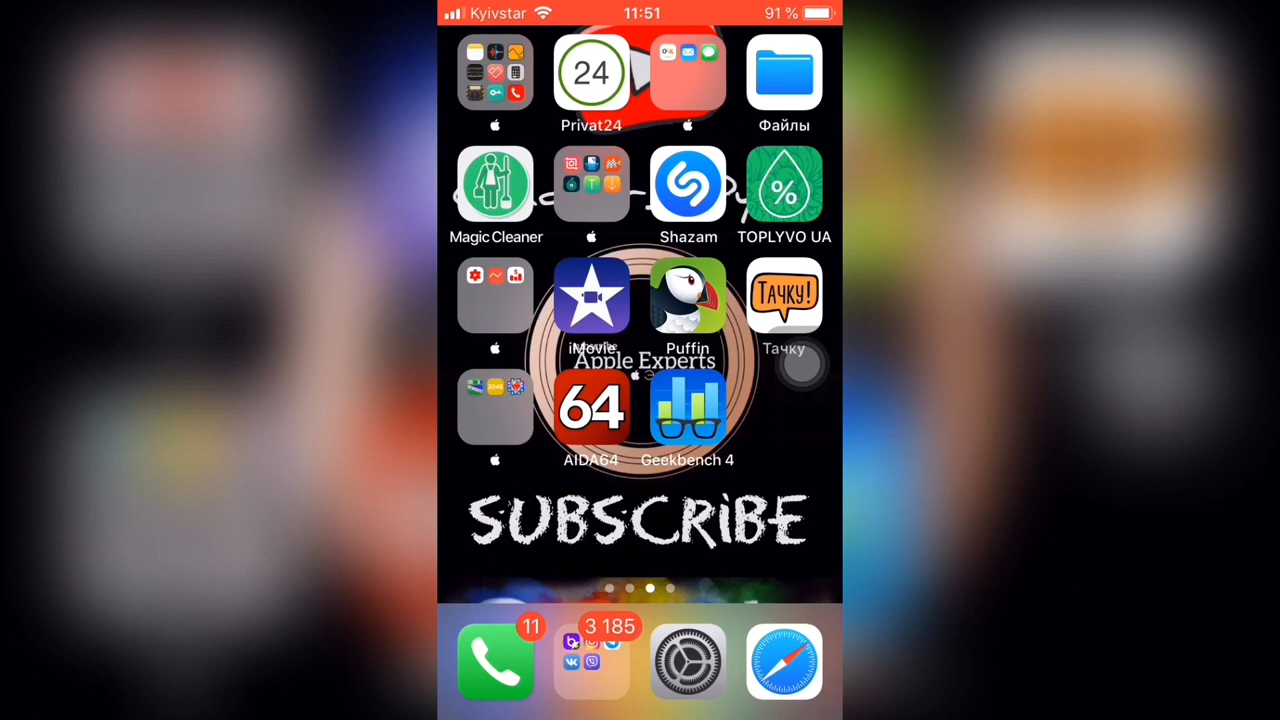 Kyivstar 11:51 91 %
24
Privat24 Файлы
%
Magic Cleaner Shazam TOPLYVO UA
ТАЧКУ!
iMovie Puffin Тачку
Apple Experts
2048
64
AIDA64 Geekbench 4
SUBSCRIBE
11 3 185